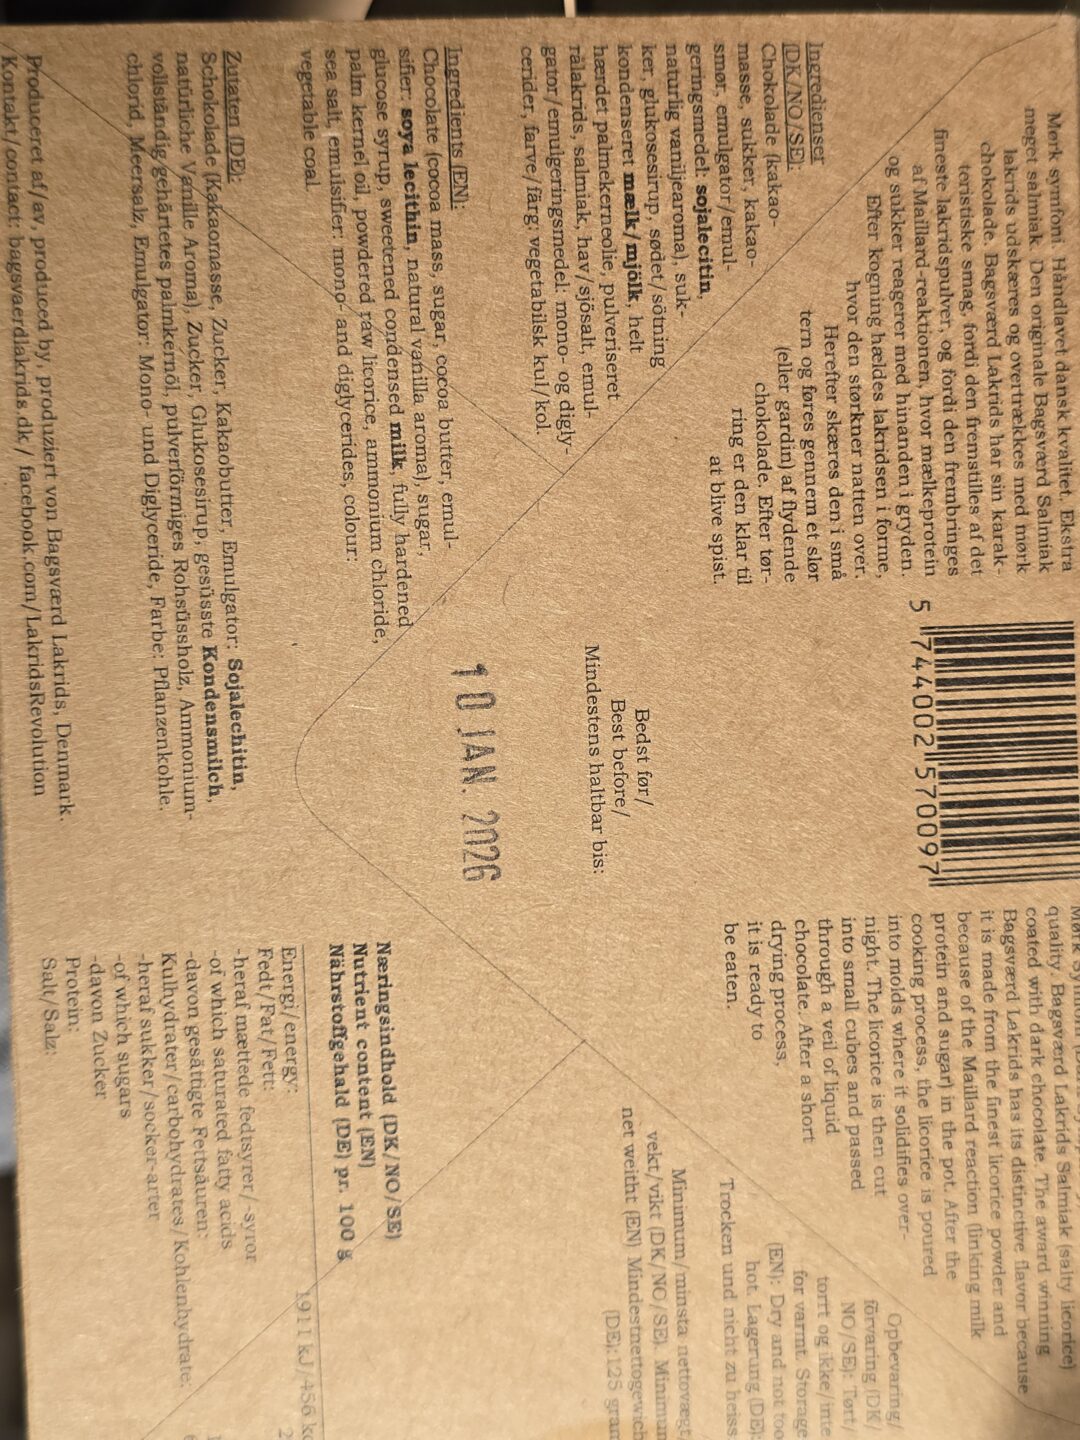 Mørk symfoni. Håndlavet dansk kvalitet. Ekstra
meget salmiak. Den originale Bagsværd Salmiak
lakrids udskæres og overtrækkes med mørk
chokolade. Bagsværd Lakrids har sin karak-
teristiske smag, fordi den fremstilles af det
fineste lakridspulver, og fordi den frembringes
af Maillard-reaktionen, hvor mælkeprotein
og sukker reagerer med hinanden i gryden.
Efter kogning hældes lakridsen i forme,
hvor den størkner natten over.
Herefter skæres den i små
tern og føres gennem et slør
(eller gardin) af flydende
chokolade. Efter tør-
ring er den klar til
at blive spist.
5 744002 570097
quality. Bagsværd Lakrids Salmiak (salty licorice)
coated with dark chocolate. The award winning
Bagsværd Lakrids has its distinctive flavor because
it is made from the finest licorice powder and
because of the Maillard reaction (linking milk
protein and sugar) in the pot. After the
cooking process, the licorice is poured
into molds where it solidifies over-
night. The licorice is then cut
into small cubes and passed
through a veil of liquid
chocolate. After a short
drying process,
it is ready to
be eaten.
Opbevaring/
förvaring (DK/
NO/SE): Tørt/
torrt og ikke/inte
for varmt. Storage
(EN): Dry and not too
hot. Lagerung (DE):
Trocken und nicht zu heiss
Ingredienser
(DK/NO/SE):
Chokolade (kakao-
masse, sukker, kakao-
smør, emulgator/emul-
geringsmedel: sojalecitin,
naturlig vaniljearoma), suk-
ker, glukosesirup, sødet/sötning
kondenseret mælk/mjölk, helt
hærdet palmekerneolie, pulveriseret
rålakrids, salmiak, hav/sjösalt, emul-
gator/emulgeringsmedel: mono- og digly-
cerider, farve/färg: vegetabilsk kul/kol.
Bedst før/
Best before/
Mindestens haltbar bis:
10 JAN. 2026
Minimum/minsta nettovægt/
vekt/vikt (DK/NO/SE). Minimum
net weitht (EN) Mindestnettogewich
(DE): 125 gram
Ingredients (EN):
Chocolate (cocoa mass, sugar, cocoa butter, emul-
sifier: soya lecithin, natural vanilla aroma), sugar,
glucose syrup, sweetened condensed milk, fully hardened
palm kernel oil, powdered raw licorice, ammonium chloride,
sea salt, emulsifier: mono- and diglycerides, colour:
vegetable coal.
Zutaten (DE):
Schokolade (Kakaomasse, Zucker, Kakaobutter, Emulgator: Sojalechitin,
natürliche Vanille Aroma), Zucker, Glukosesirup, gesüsste Kondensmilch,
vollständig gehärtetes palmkernöl, pulverförmiges Rohsüssholz, Ammonium-
chlorid, Meersalz, Emulgator: Mono- und Diglyceride, Farbe: Pflanzenkohle.
Næringsindhold (DK/NO/SE)
Nutrient content (EN)
Nährstoffgehald (DE) pr. 100 g
Energi/energy: 1911 kJ/456 kc
Fedt/Fat/Fett: 2
-heraf mættede fedtsyrer/-syror
-of which saturated fatty acids
-davon gesättigte Fettsäuren:
Kulhydrater/carbohydrates/Kohlenhydrate:
-heraf sukker/socker-arter
-of which sugars
-davon Zucker
Protein:
Salt/Salz:
Produceret af/av, produced by, produziert von Bagsværd Lakrids, Denmark.
Kontakt/contact: bagsvaerdlakrids.dk / facebook.com/LakridsRevolution